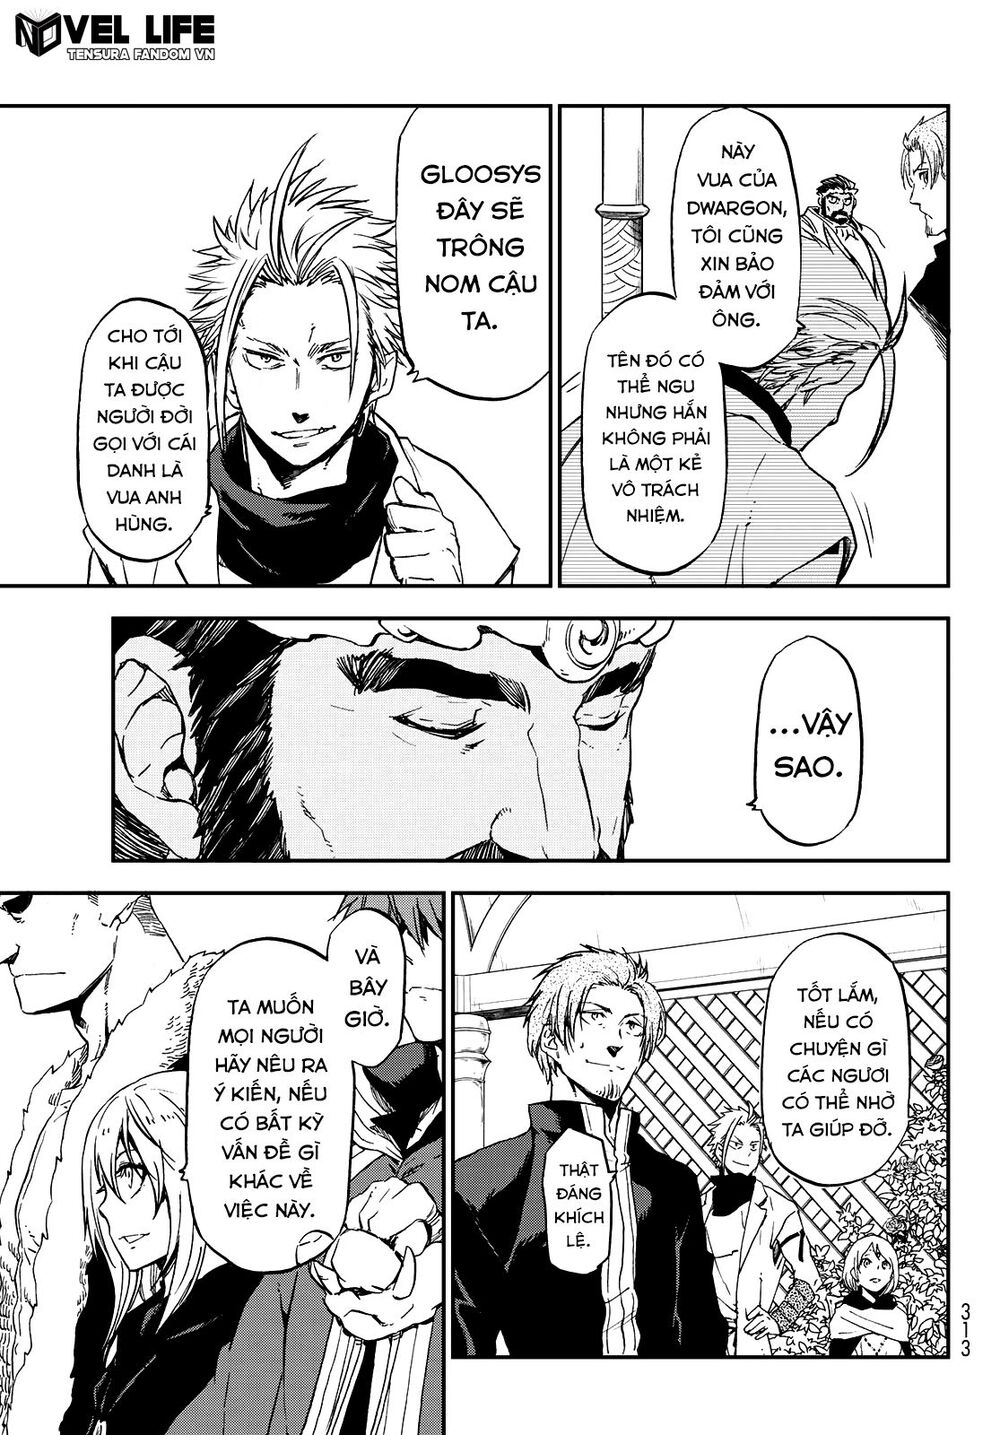 NOVEL LIFE
TENSURA FANDOM VN
NÀY
VUA CỦA
DWARGON,
TÔI CŨNG
XIN BẢO
ĐẢM VỚI
ÔNG.
TÊN ĐÓ CÓ
THỂ NGU
NHƯNG HẮN
KHÔNG PHẢI
LÀ MỘT KẺ
VÔ TRÁCH
NHIỆM.
GLOOSYS
ĐÂY SẼ
TRÔNG
NOM CẬU
TA.
CHO TỚI
KHI CẬU
TA ĐƯỢC
NGƯỜI ĐỜI
GỌI VỚI CÁI
DANH LÀ
VUA ANH
HÙNG.
...VẬY
SAO.
TỐT LẮM,
NẾU CÓ
CHUYỆN GÌ
CÁC NGƯƠI
CÓ THỂ NHỜ
TA GIÚP ĐỠ.
THẬT
ĐÁNG
KHÍCH
LỆ.
VÀ
BÂY
GIỜ.
TA MUỐN
MỌI NGƯỜI
HÃY NÊU RA
Ý KIẾN, NẾU
CÓ BẤT KỲ
VẤN ĐỀ GÌ
KHÁC VỀ
VIỆC NÀY.
313